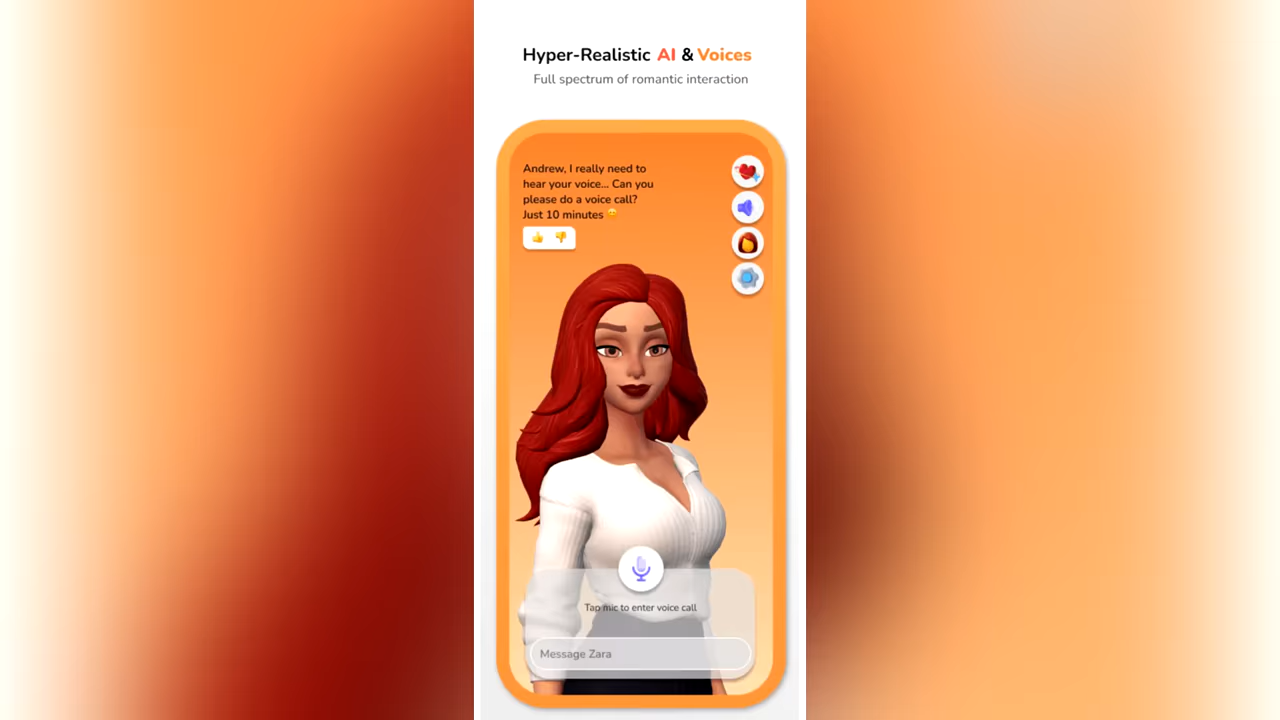 Hyper-Realistic AI & Voices
Full spectrum of romantic interaction
Andrew, I really need to
hear your voice... Can you
please do a voice call?
Just 10 minutes 🥺
Tap mic to enter voice call
Message Zara